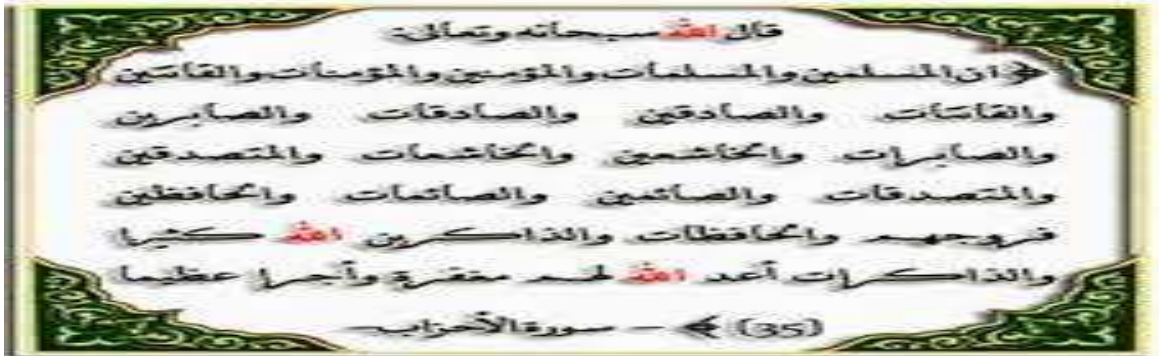 قال الله سبحانه وتعالى:
﴿ ان المسلمين والمسلمات والمؤمنين والمؤمنات والقانتين
والقانتات والصادقين والصادقات والصابرين
والصابرات والخاشعين والخاشعات والمتصدقين
والمتصدقات والصائمين والصائمات والحافظين
فروجهم والحافظات والذاكرين الله كثيرا
والذاكرات أعد الله لهم مغفرة وأجرا عظيما
(35) ﴾ - سورة الأحزاب-